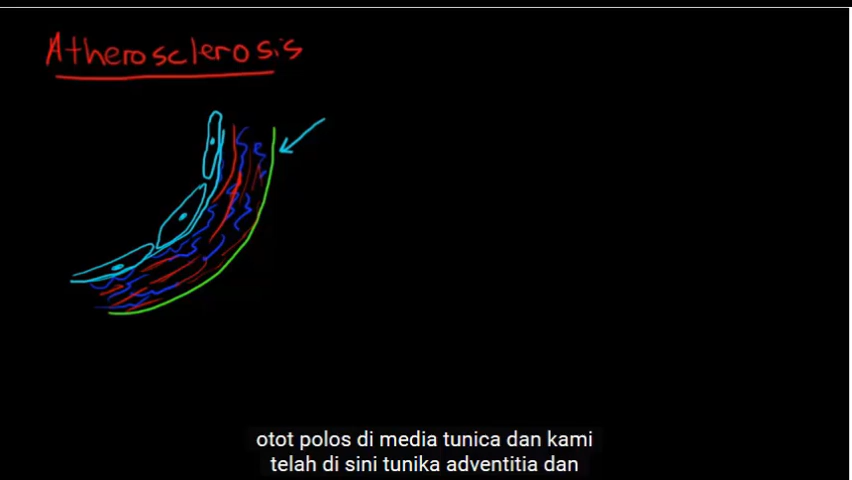 Atherosclerosis
otot polos di media tunica dan kami
telah di sini tunika adventitia dan